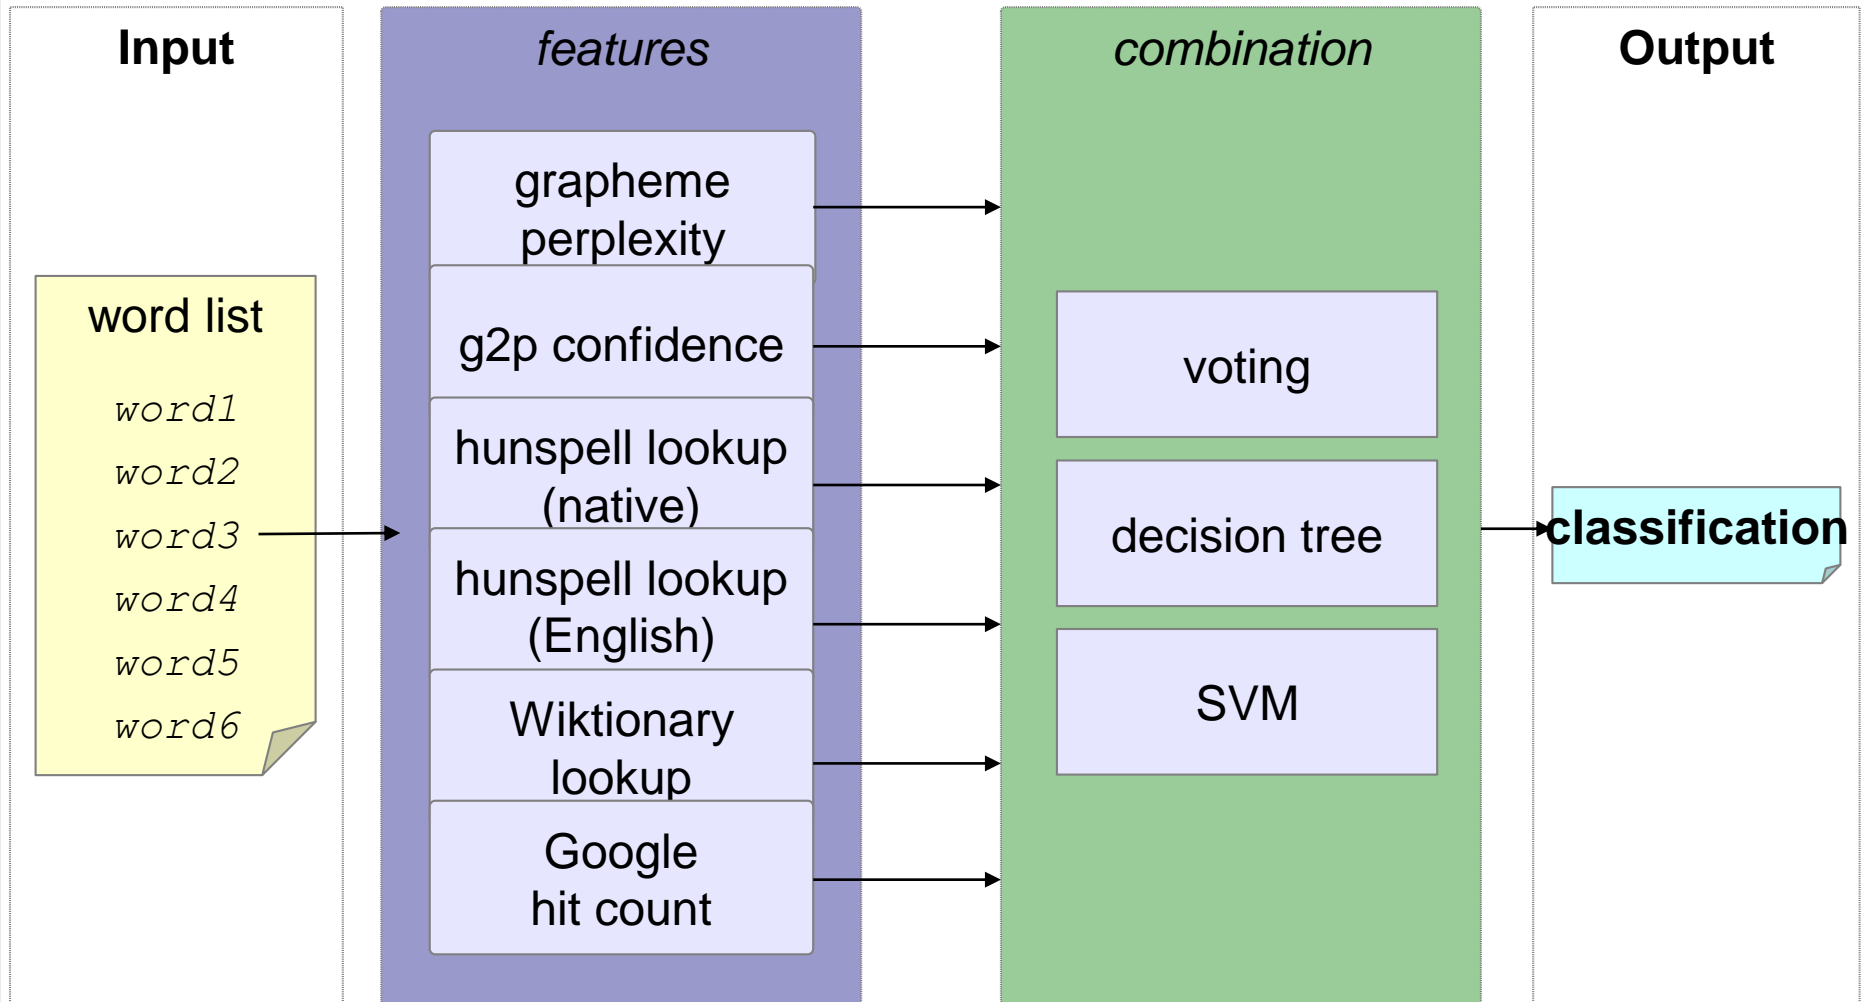 Input
word list
word1
word2
word3
word4
word5
word6
features
grapheme
perplexity
g2p confidence
hunspell lookup
(native)
hunspell lookup
(English)
Wiktionary
lookup
Google
hit count
combination
voting
decision tree
SVM
Output
classification